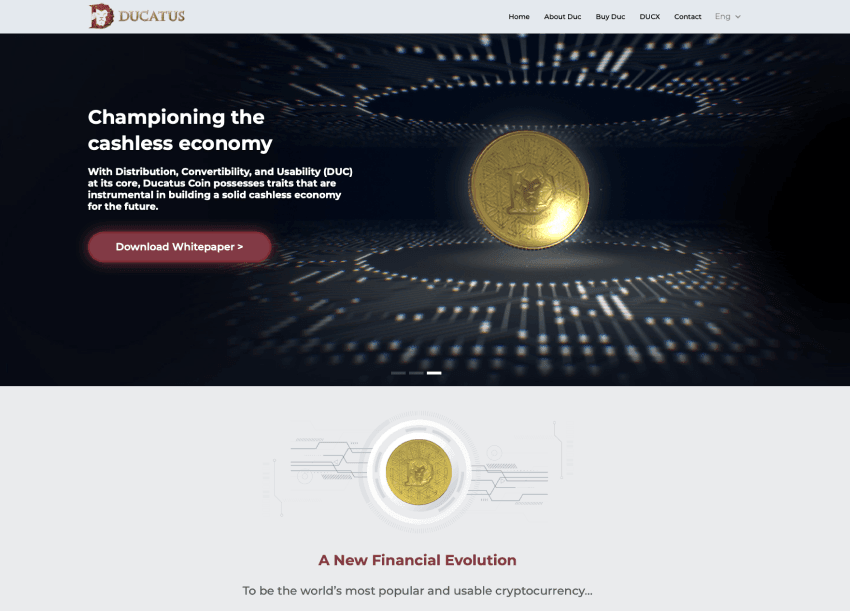 DUCATUS
Home About Duc Buy Duc DUCX Contact Eng
Championing the
cashless economy
With Distribution, Convertibility, and Usability (DUC)
at its core, Ducatus Coin possesses traits that are
instrumental in building a solid cashless economy
for the future.
Download Whitepaper >
A New Financial Evolution
To be the world's most popular and usable cryptocurrency...